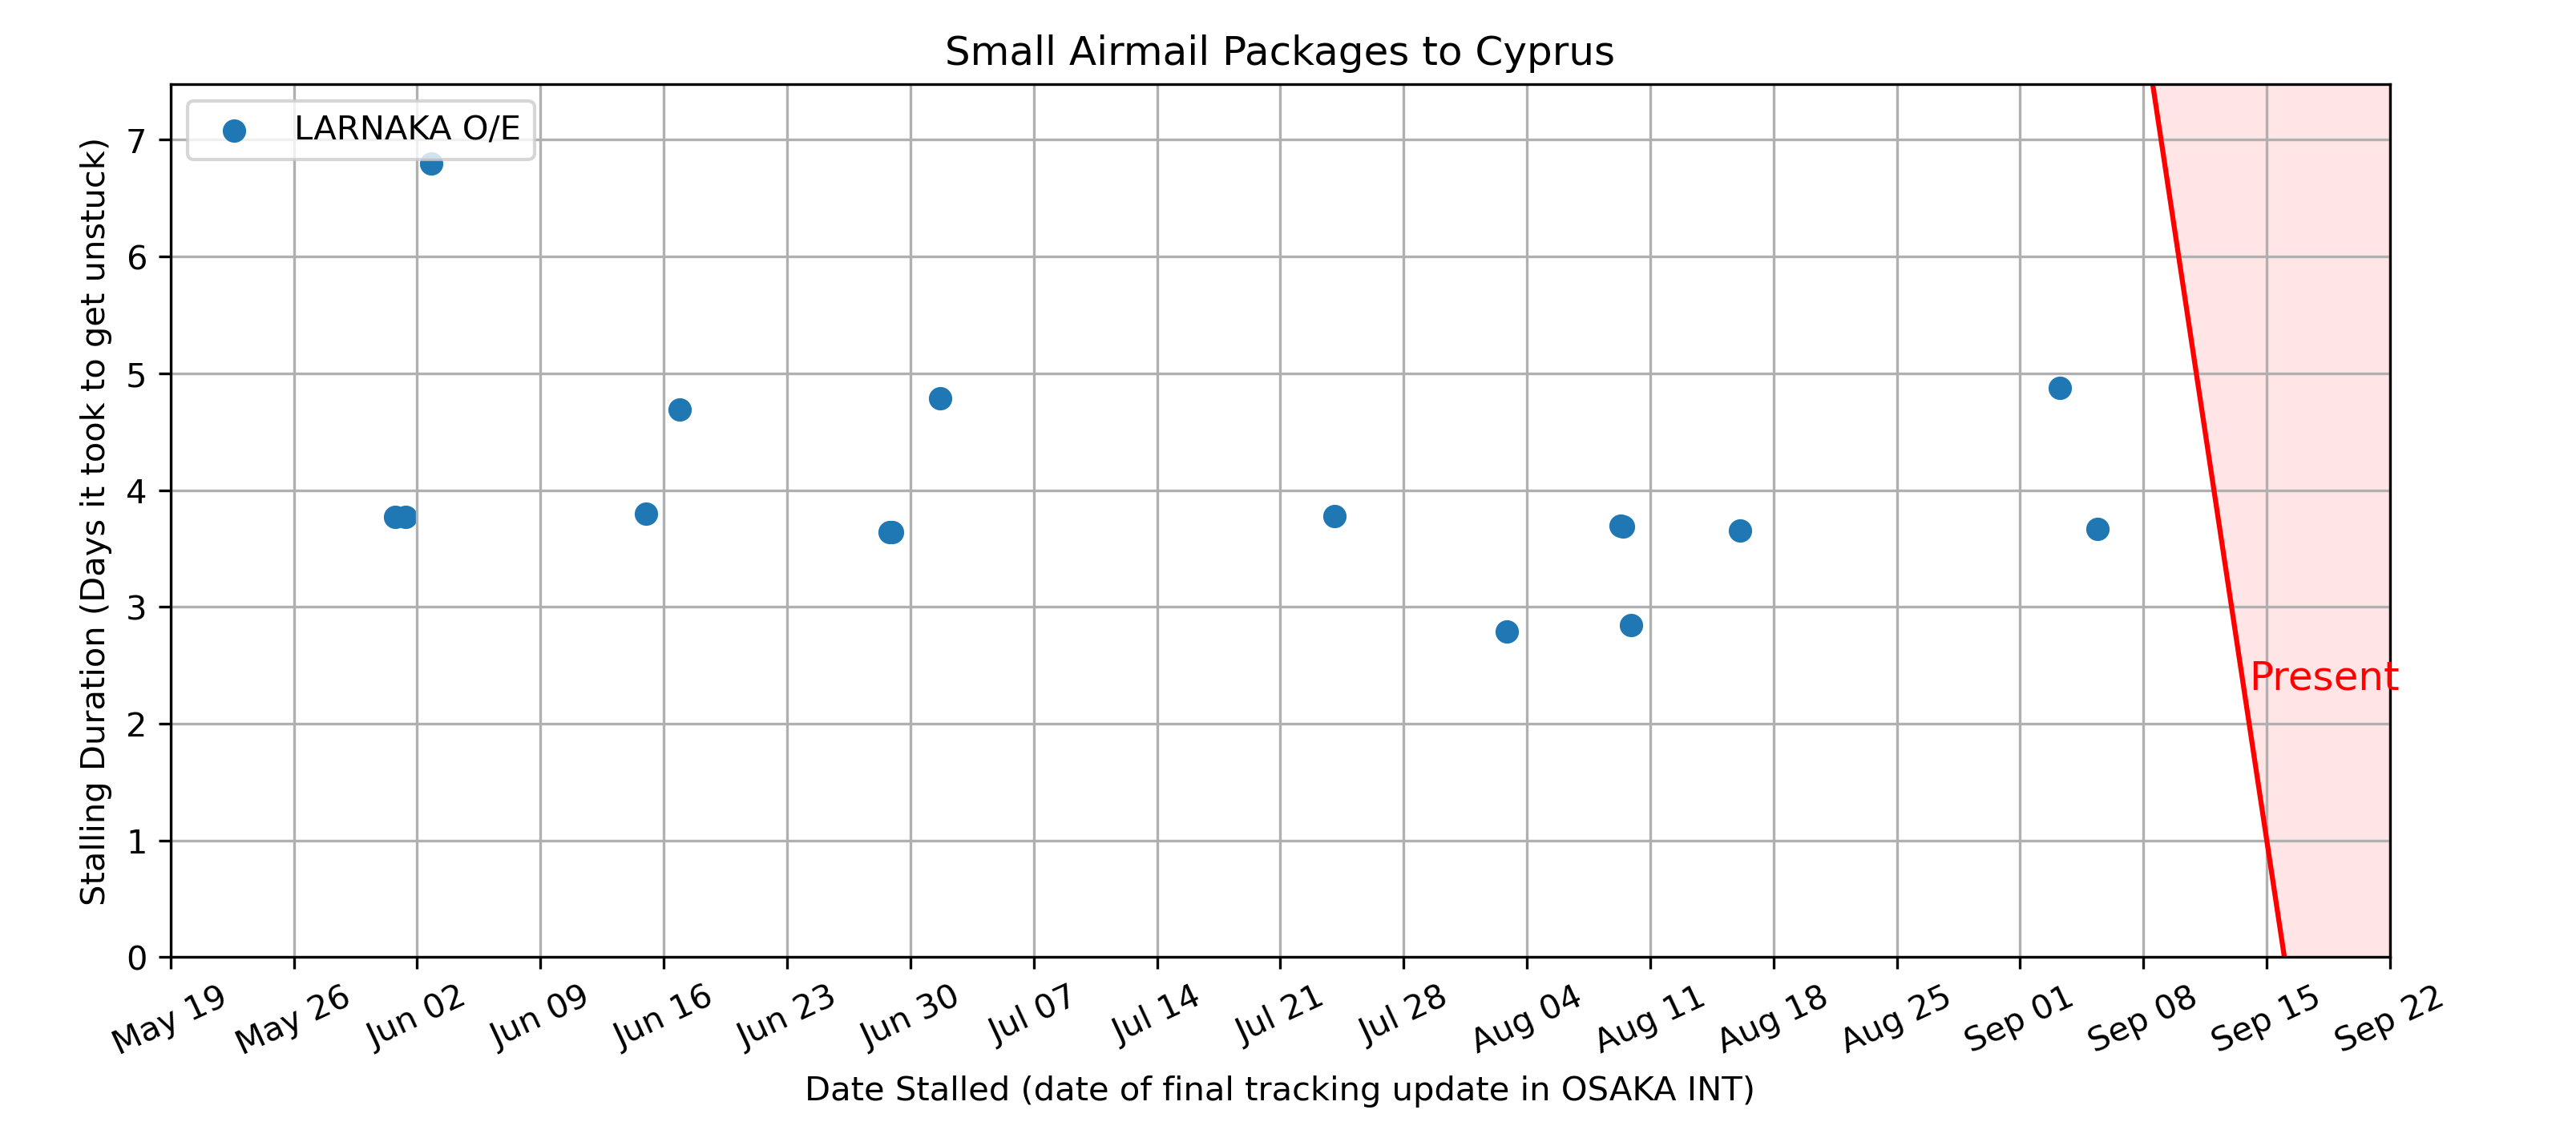 Small Airmail Packages to Cyprus
LARNAKA O/E
Stalling Duration (Days it took to get unstuck)
7
6
5
4
3
2
1
0
Present
May 19 May 26 Jun 02 Jun 09 Jun 16 Jun 23 Jun 30 Jul 07 Jul 14 Jul 21 Jul 28 Aug 04 Aug 11 Aug 18 Aug 25 Sep 01 Sep 08 Sep 15 Sep 22
Date Stalled (date of final tracking update in OSAKA INT)